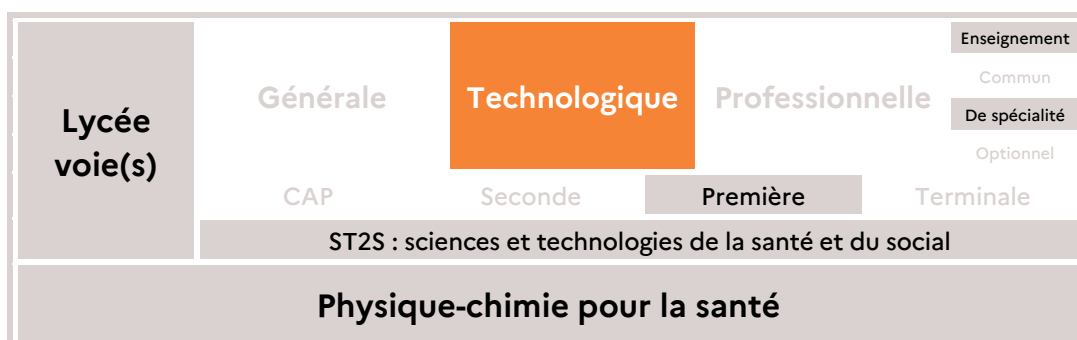 Lycée
voie(s)
Générale
Technologique
Professionnelle
Enseignement
Commun
De spécialité
Optionnel
CAP
Seconde
Première
Terminale
ST2S : sciences et technologies de la santé et du social
Physique-chimie pour la santé